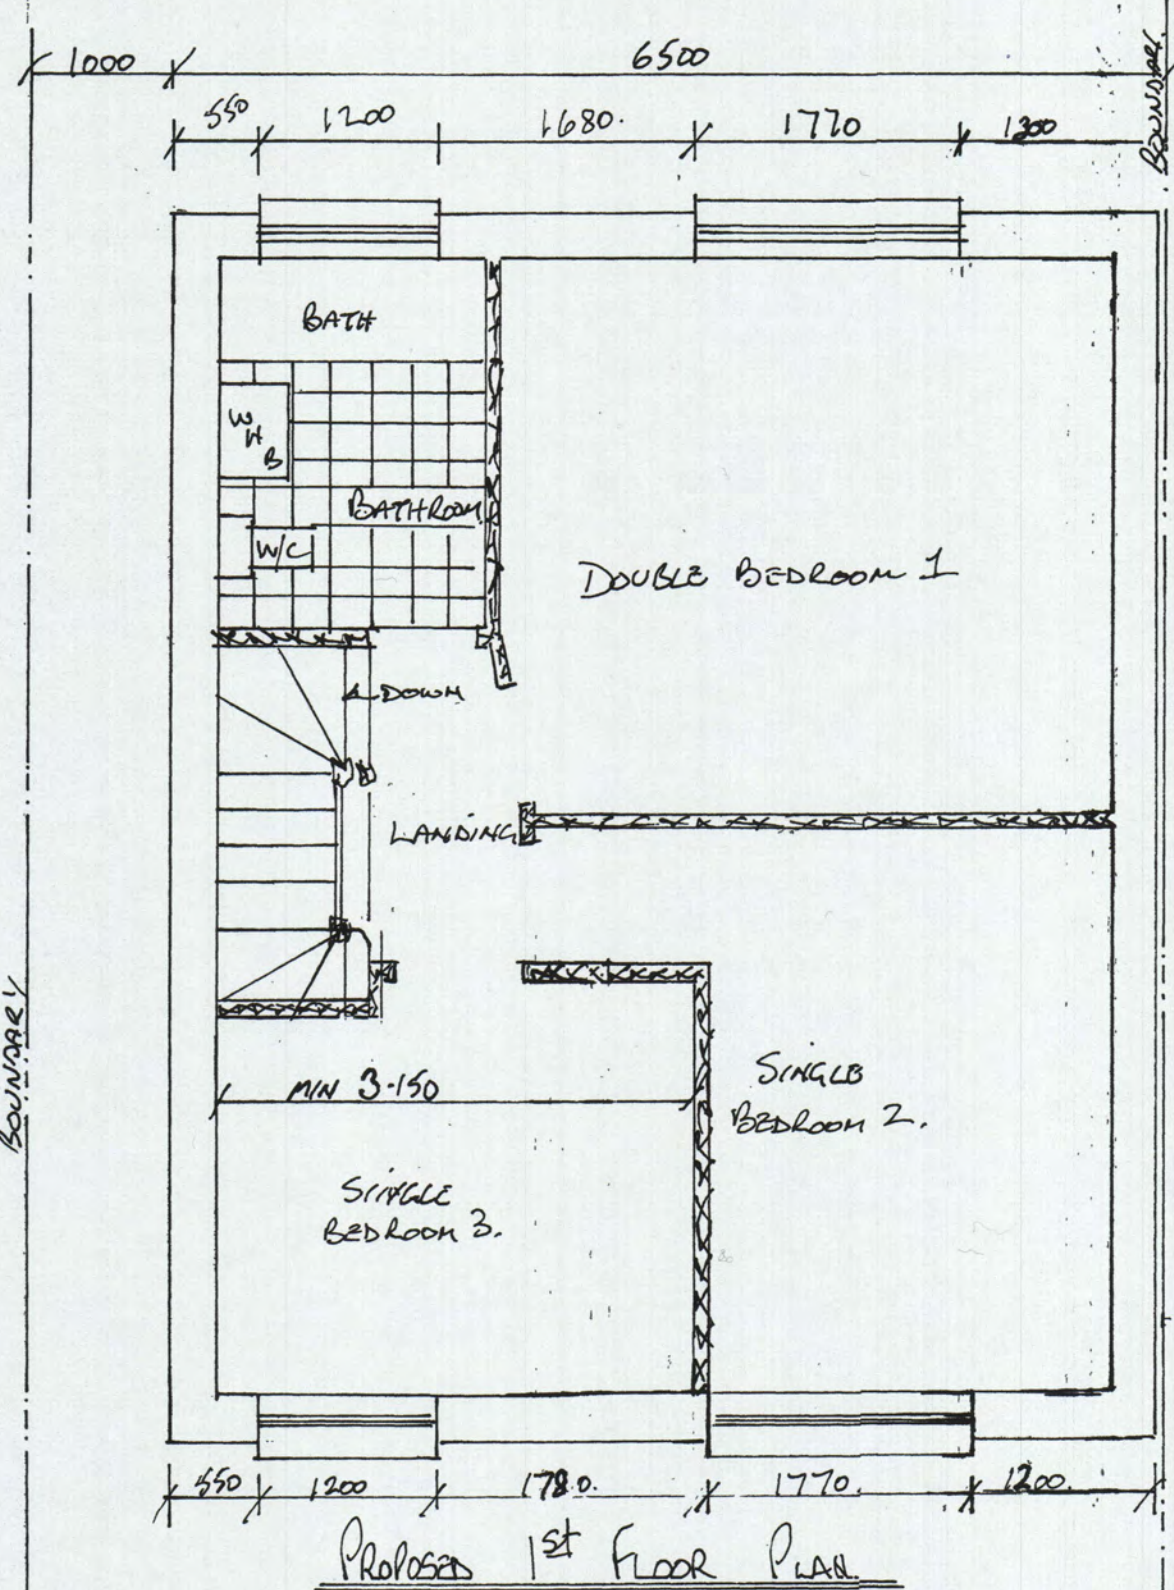 1000
6500
BOUNDARY.
550
1200
1680.
1770
1300
BATH
WHB
BATHROOM
W/C
DOUBLE BEDROOM 1
DOWN
LANDING
BOUNDARY
MIN 3.150
SINGLE
BEDROOM 2.
SINGLE
BEDROOM 3.
550
1200
1780.
1770.
1200.
PROPOSED 1st FLOOR PLAN.